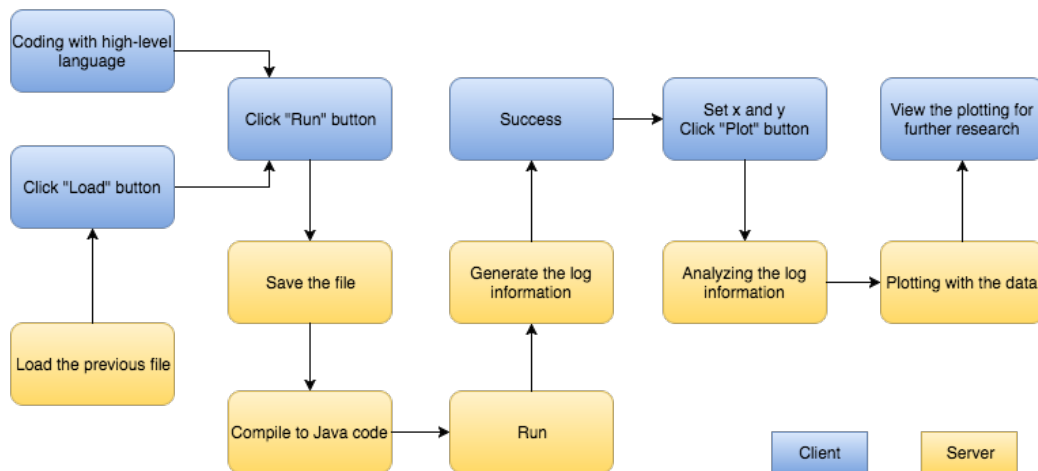 Coding with high-level
language
Click "Run" button
Success
Set x and y
Click "Plot" button
View the plotting for
further research
Click "Load" button
Save the file
Generate the log
information
Analyzing the log
information
Plotting with the data
Load the previous file
Compile to Java code
Run
Client
Server